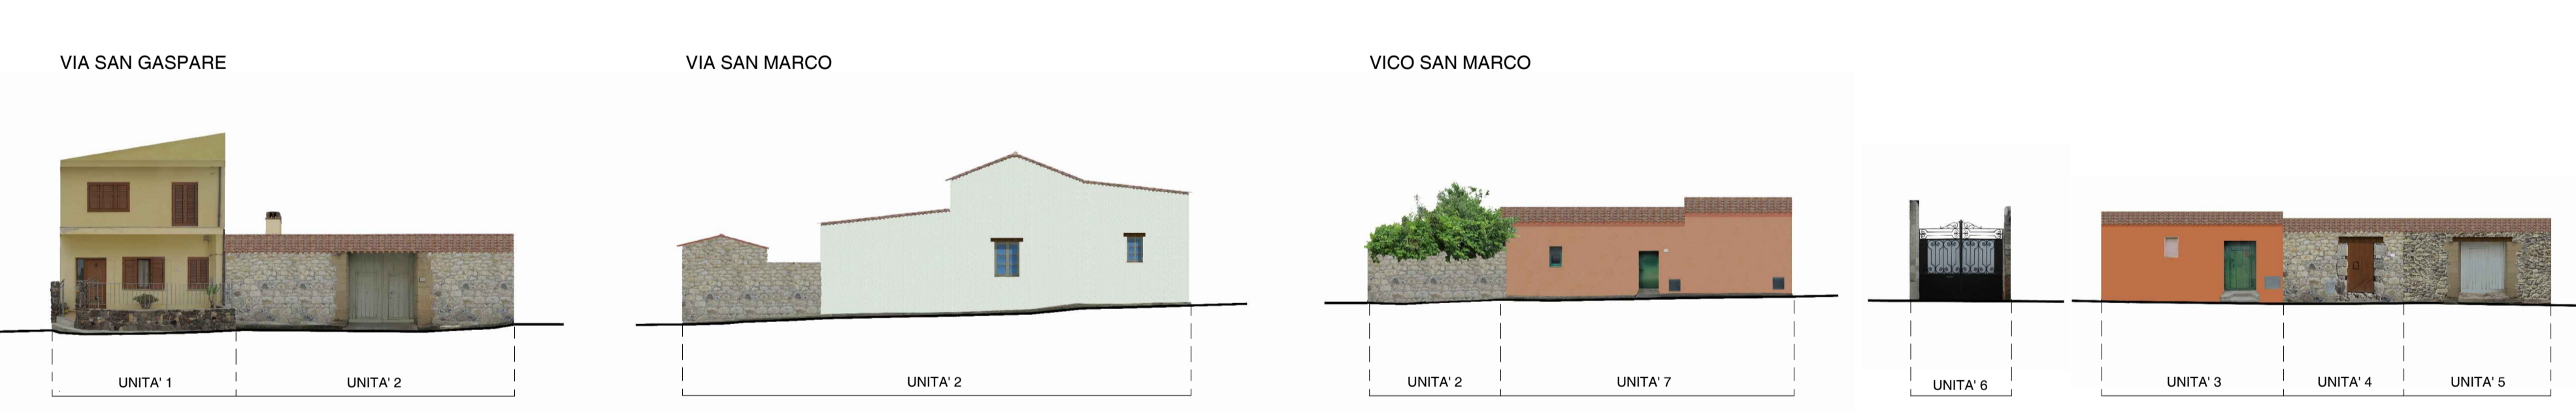 VIA SAN GASPARE
VIA SAN MARCO
VICO SAN MARCO
UNITA' 1
UNITA' 2
UNITA' 2
UNITA' 2
UNITA' 7
UNITA' 6
UNITA' 3
UNITA' 4
UNITA' 5